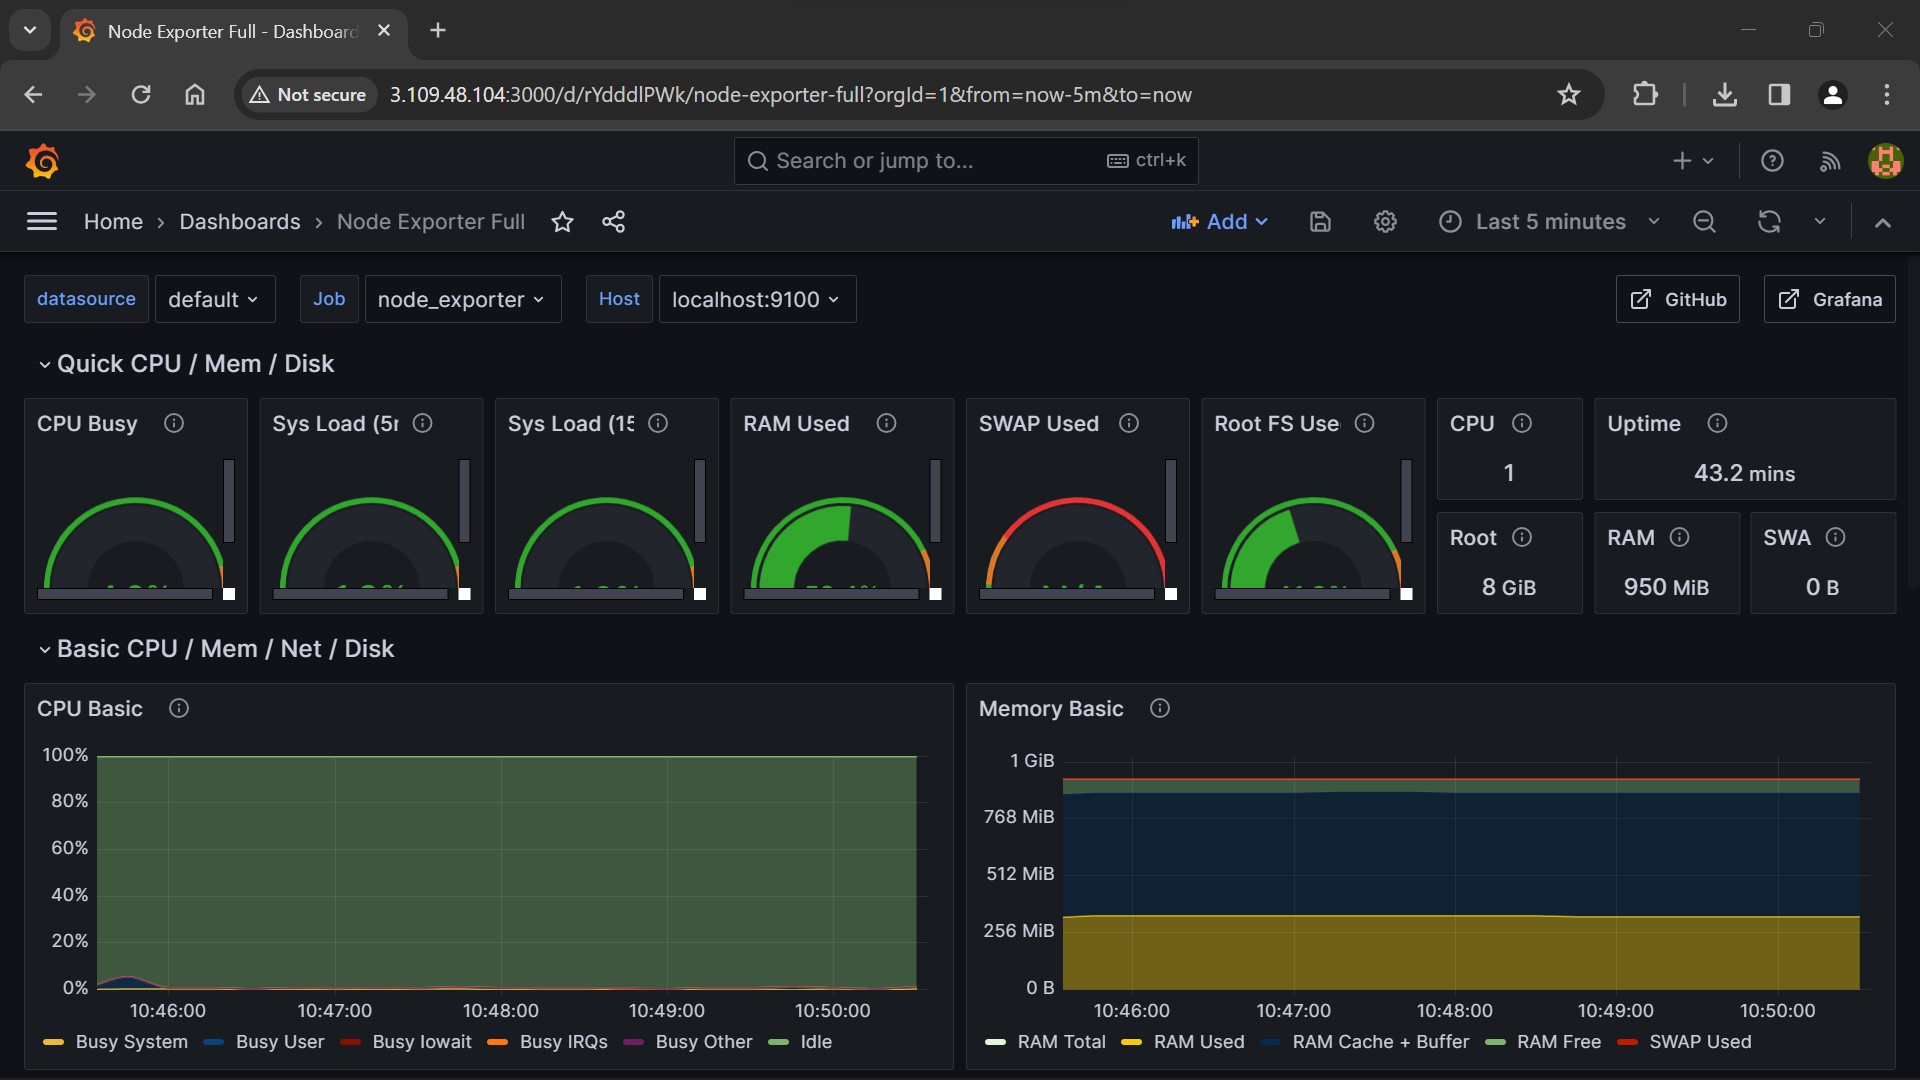 Node Exporter Full - Dashboard
Not secure
3.109.48.104:3000/d/rYdddlPWk/node-exporter-full?orgId=1&from=now-5m&to=now
Search or jump to...
ctrl+k
Home › Dashboards › Node Exporter Full
Add
Last 5 minutes
datasource default
Job node_exporter
Host localhost:9100
GitHub
Grafana
Quick CPU / Mem / Disk
CPU Busy
Sys Load (5r
Sys Load (15
RAM Used
SWAP Used
Root FS Use
CPU
1
Uptime
43.2 mins
Root
8 GiB
RAM
950 MiB
SWA
0 B
Basic CPU / Mem / Net / Disk
CPU Basic
100%
80%
60%
40%
20%
0%
10:46:00 10:47:00 10:48:00 10:49:00 10:50:00
Busy System Busy User Busy Iowait Busy IRQs Busy Other Idle
Memory Basic
1 GiB
768 MiB
512 MiB
256 MiB
0 B
10:46:00 10:47:00 10:48:00 10:49:00 10:50:00
RAM Total RAM Used RAM Cache + Buffer RAM Free SWAP Used